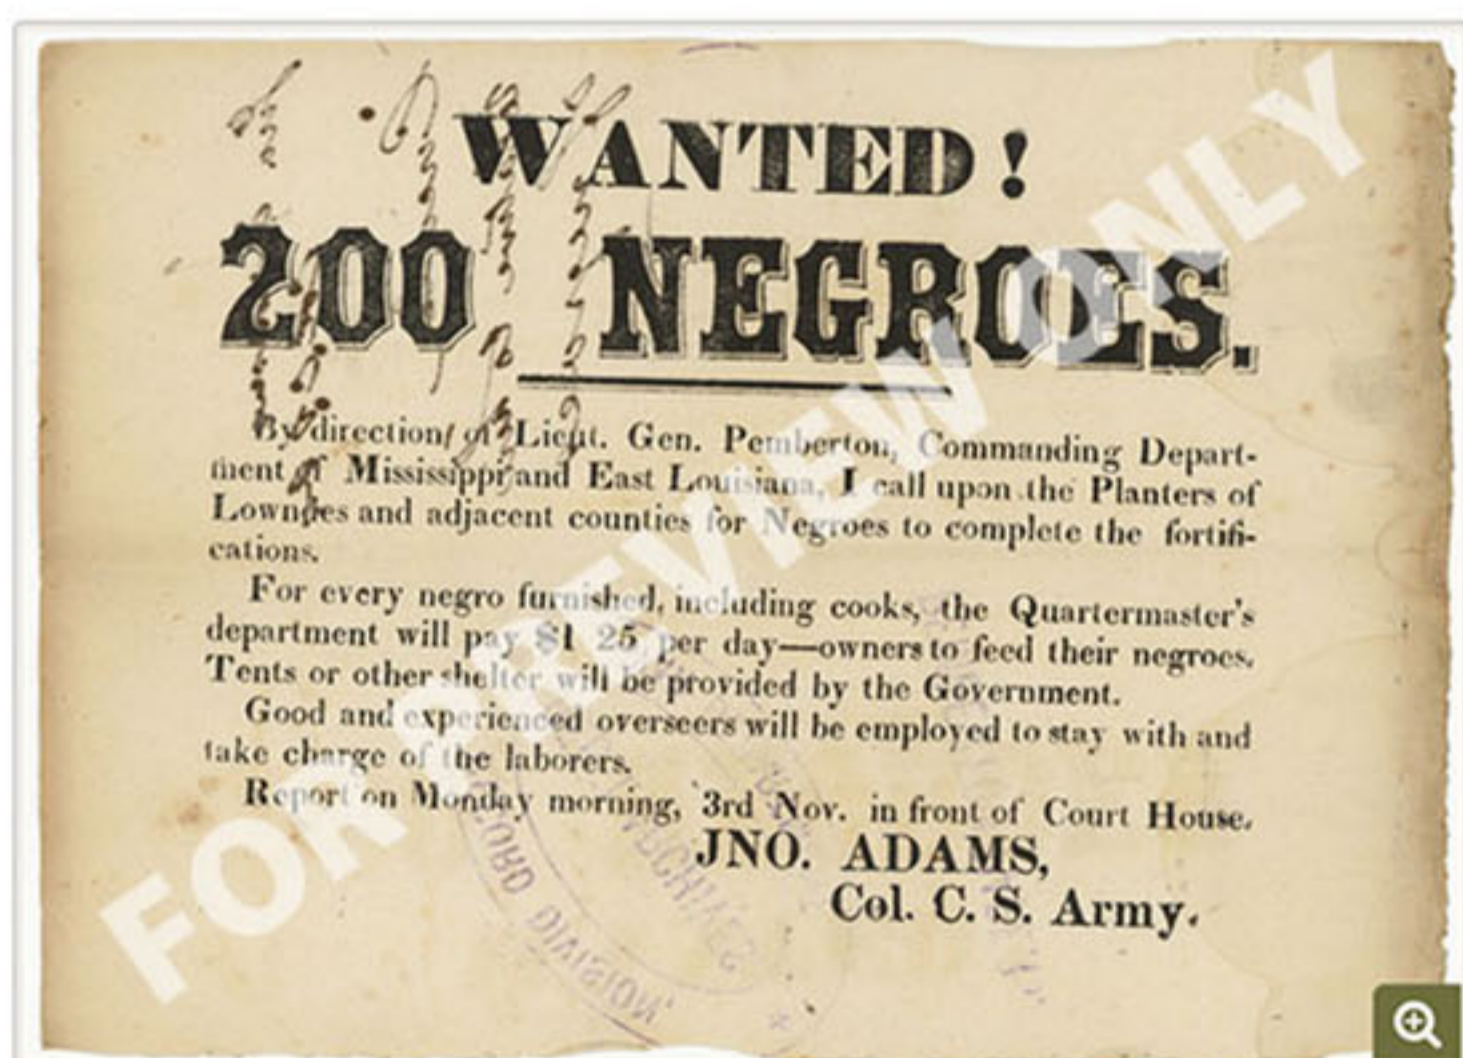 WANTED!
200 NEGROES.
By direction of Lieut. Gen. Pemberton, Commanding Depart-
ment of Mississippi and East Louisiana, I call upon the Planters of
Lowndes and adjacent counties for Negroes to complete the fortifi-
cations.
For every negro furnished, including cooks, the Quartermaster's
department will pay $1 25 per day—owners to feed their negroes.
Tents or other shelter will be provided by the Government.
Good and experienced overseers will be employed to stay with and
take charge of the laborers.
Report on Monday morning, 3rd Nov. in front of Court House.
JNO. ADAMS,
Col. C. S. Army.
FOR REVIEW ONLY
RECORD DIVISION
ARCHIVES